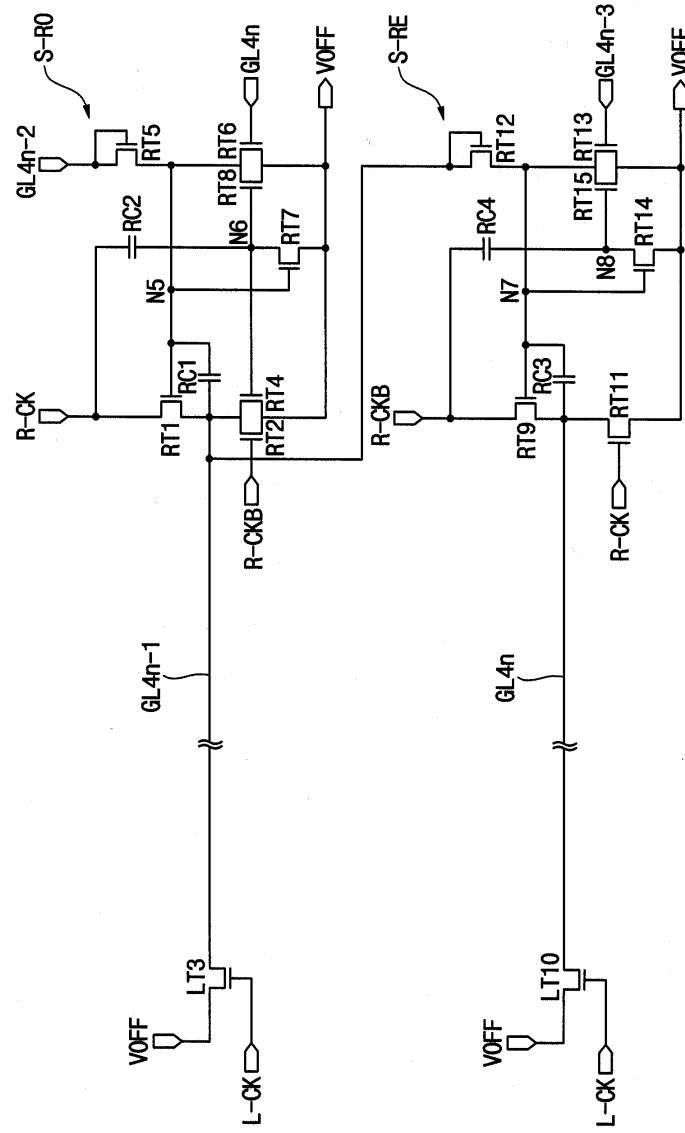 S-RO
GL4n-2
R-CK
RT5
RC2
RT8
RT6
GL4n
N6
RT7
VOFF
N5
RT1
RC1
RT2
RT4
R-CKB
GL4n-1
LT3
VOFF
L-CK
S-RE
R-CKB
RT12
RC4
RT15
RT13
GL4n-3
N8
RT14
VOFF
N7
RT9
RC3
RT11
R-CK
GL4n
LT10
VOFF
L-CK